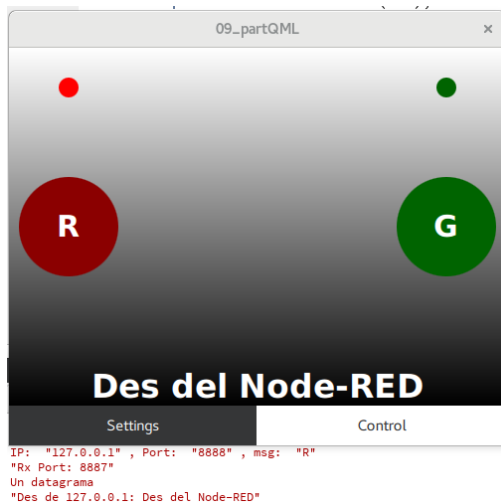 09_partQML
×
R
G
Des del Node-RED
Settings
Control
IP:  "127.0.0.1" , Port:  "8888" , msg:  "R"
"Rx Port: 8887"
Un datagrama
"Des de 127.0.0.1: Des del Node-RED"